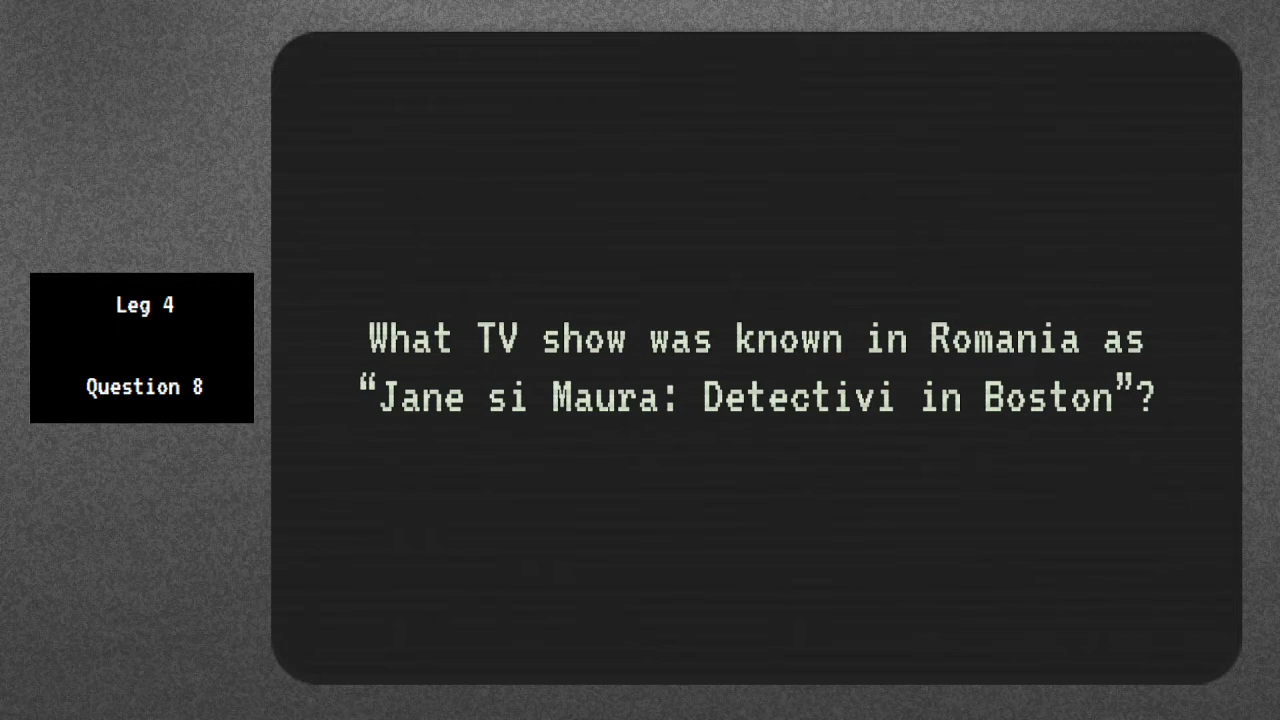 Leg 4
Question 8
What TV show was known in Romania as
“Jane si Maura: Detectivi in Boston”?